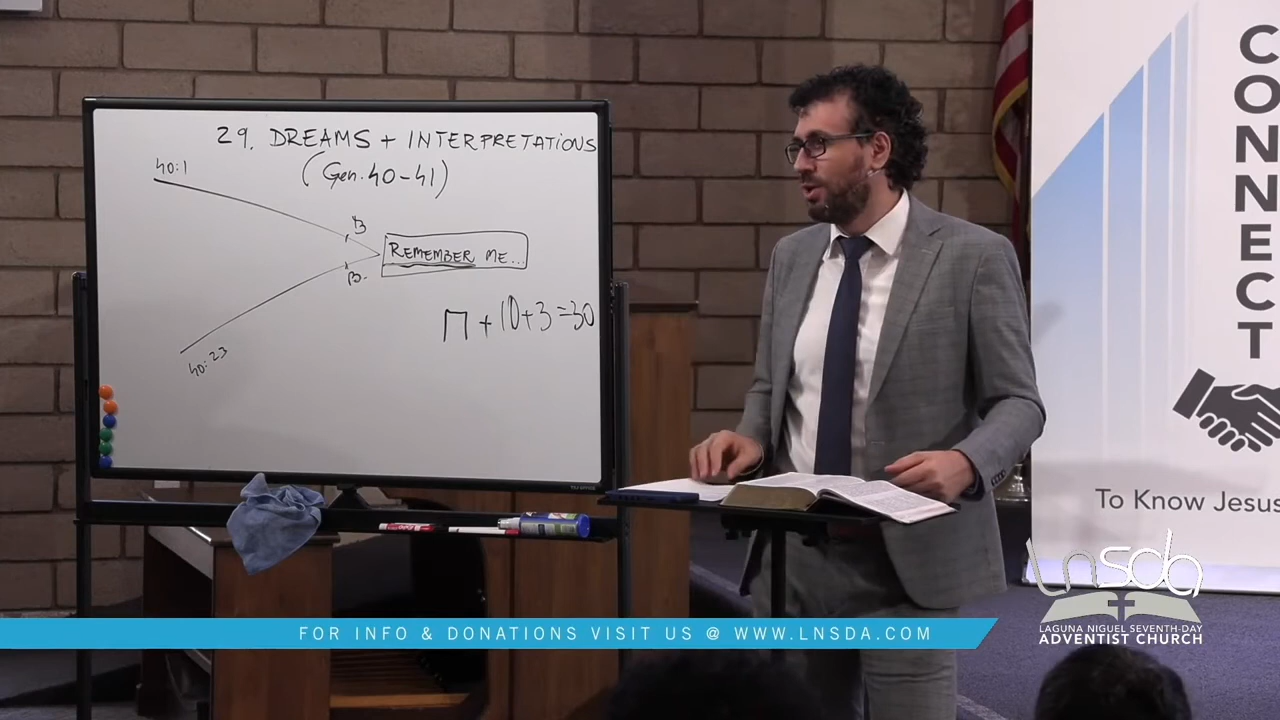 29. DREAMS + INTERPRETATIONS
(Gen. 40-41)
40:1
B
REMEMBER ME...
B.
17 + 10+3=30
40:23
CONNECT
To Know Jesus
LnSDA
LAGUNA NIGUEL SEVENTH-DAY
ADVENTIST CHURCH
FOR INFO & DONATIONS VISIT US @ WWW.LNSDA.COM